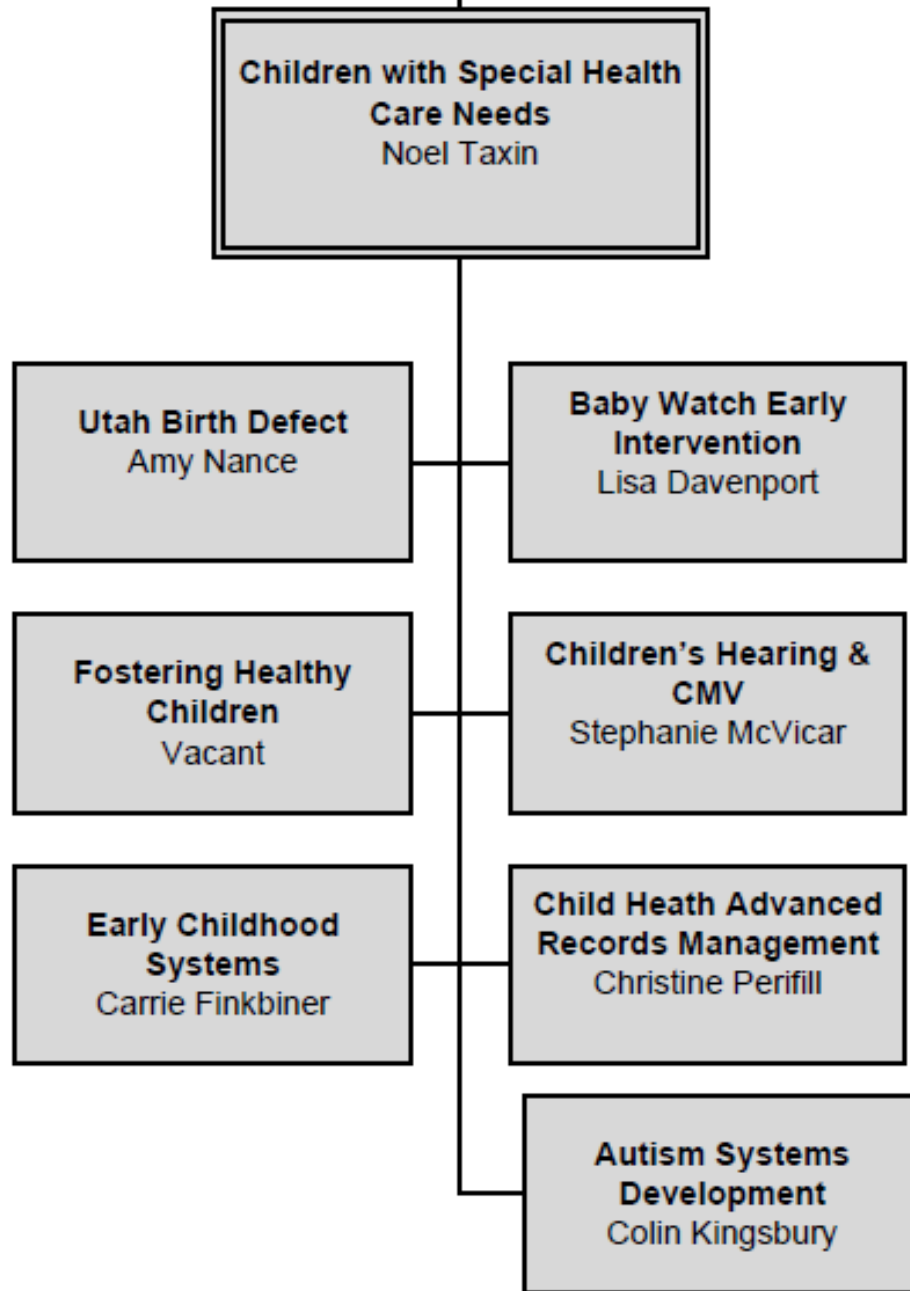 Children with Special Health
Care Needs
Noel Taxin
Utah Birth Defect
Amy Nance
Baby Watch Early
Intervention
Lisa Davenport
Fostering Healthy
Children
Vacant
Children’s Hearing &
CMV
Stephanie McVicar
Early Childhood
Systems
Carrie Finkbiner
Child Heath Advanced
Records Management
Christine Perifill
Autism Systems
Development
Colin Kingsbury